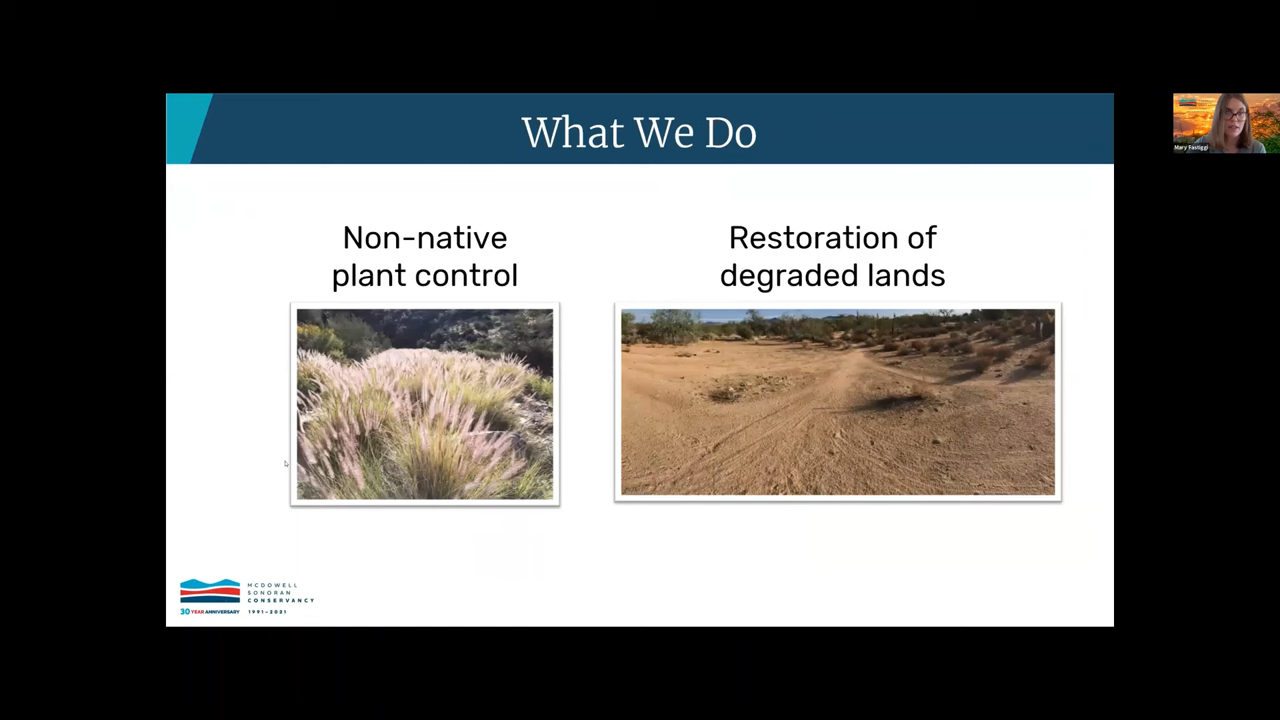 What We Do
Mary Fastiggi
Non-native
plant control
Restoration of
degraded lands
MCDOWELL
SONORAN
CONSERVANCY
30 YEAR ANNIVERSARY 1991-2021